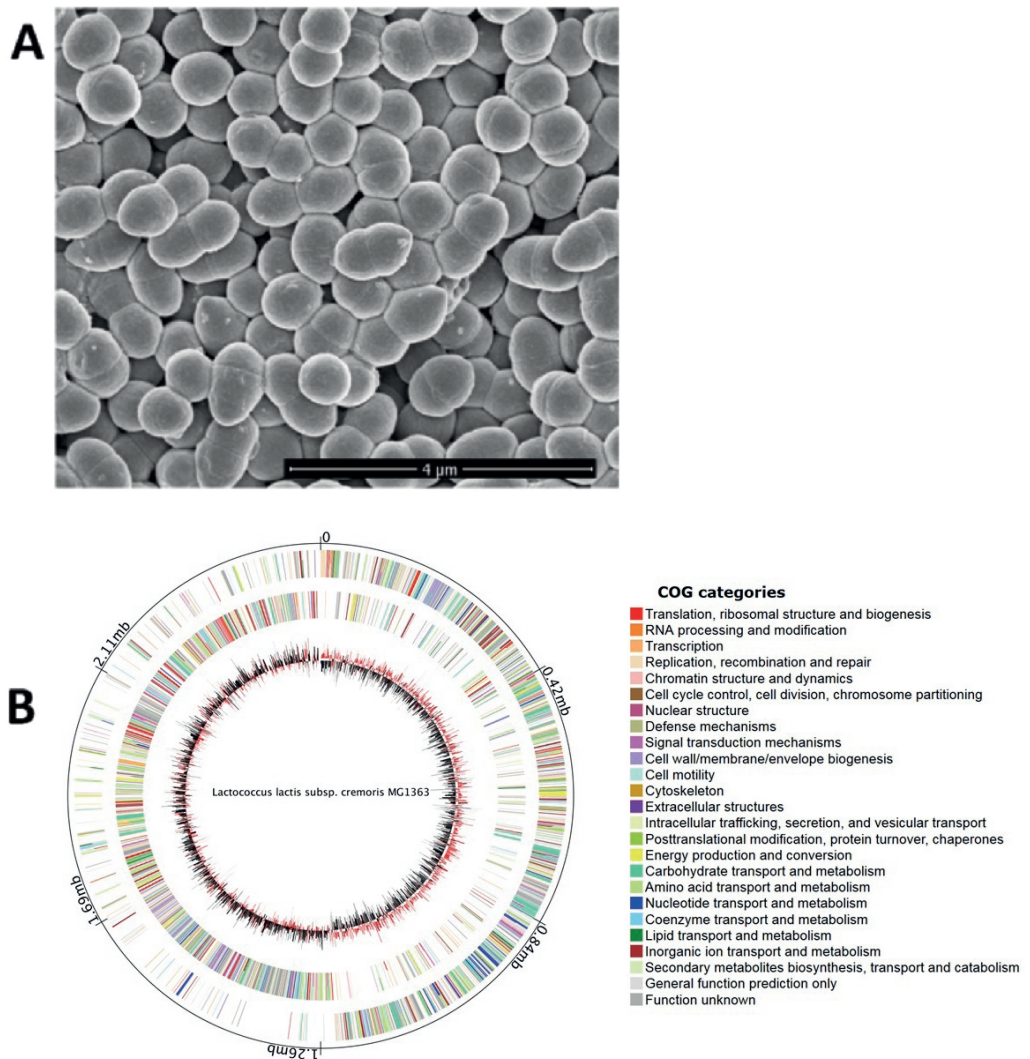 A
4 µm
B
0
0.42mb
0.84mb
1.26mb
1.69mb
2.11mb
Lactococcus lactis subsp. cremoris MG1363
COG categories
Translation, ribosomal structure and biogenesis
RNA processing and modification
Transcription
Replication, recombination and repair
Chromatin structure and dynamics
Cell cycle control, cell division, chromosome partitioning
Nuclear structure
Defense mechanisms
Signal transduction mechanisms
Cell wall/membrane/envelope biogenesis
Cell motility
Cytoskeleton
Extracellular structures
Intracellular trafficking, secretion, and vesicular transport
Posttranslational modification, protein turnover, chaperones
Energy production and conversion
Carbohydrate transport and metabolism
Amino acid transport and metabolism
Nucleotide transport and metabolism
Coenzyme transport and metabolism
Lipid transport and metabolism
Inorganic ion transport and metabolism
Secondary metabolites biosynthesis, transport and catabolism
General function prediction only
Function unknown